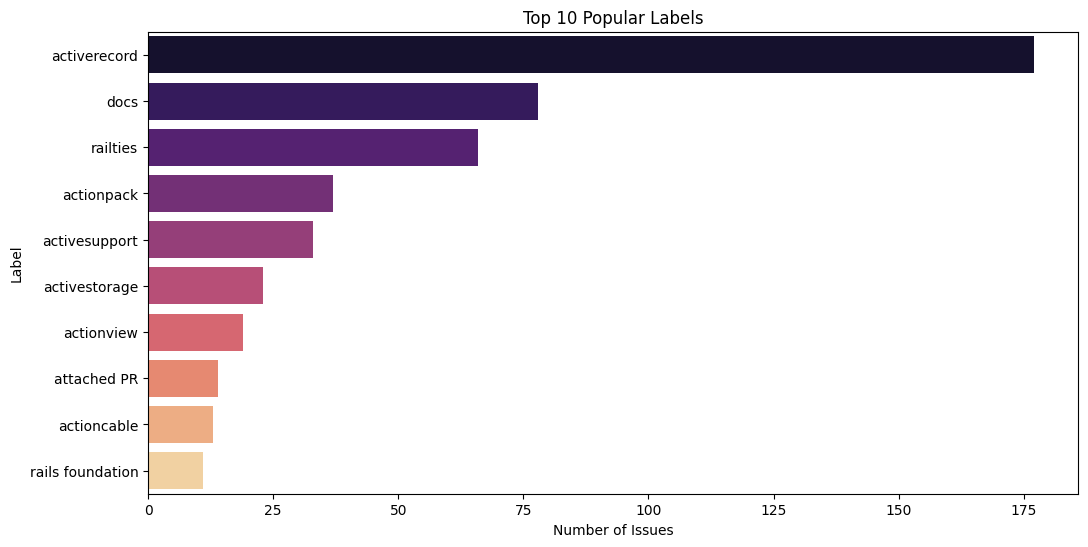 Top 10 Popular Labels
Label
activerecord
docs
railties
actionpack
activesupport
activestorage
actionview
attached PR
actioncable
rails foundation
0 25 50 75 100 125 150 175
Number of Issues